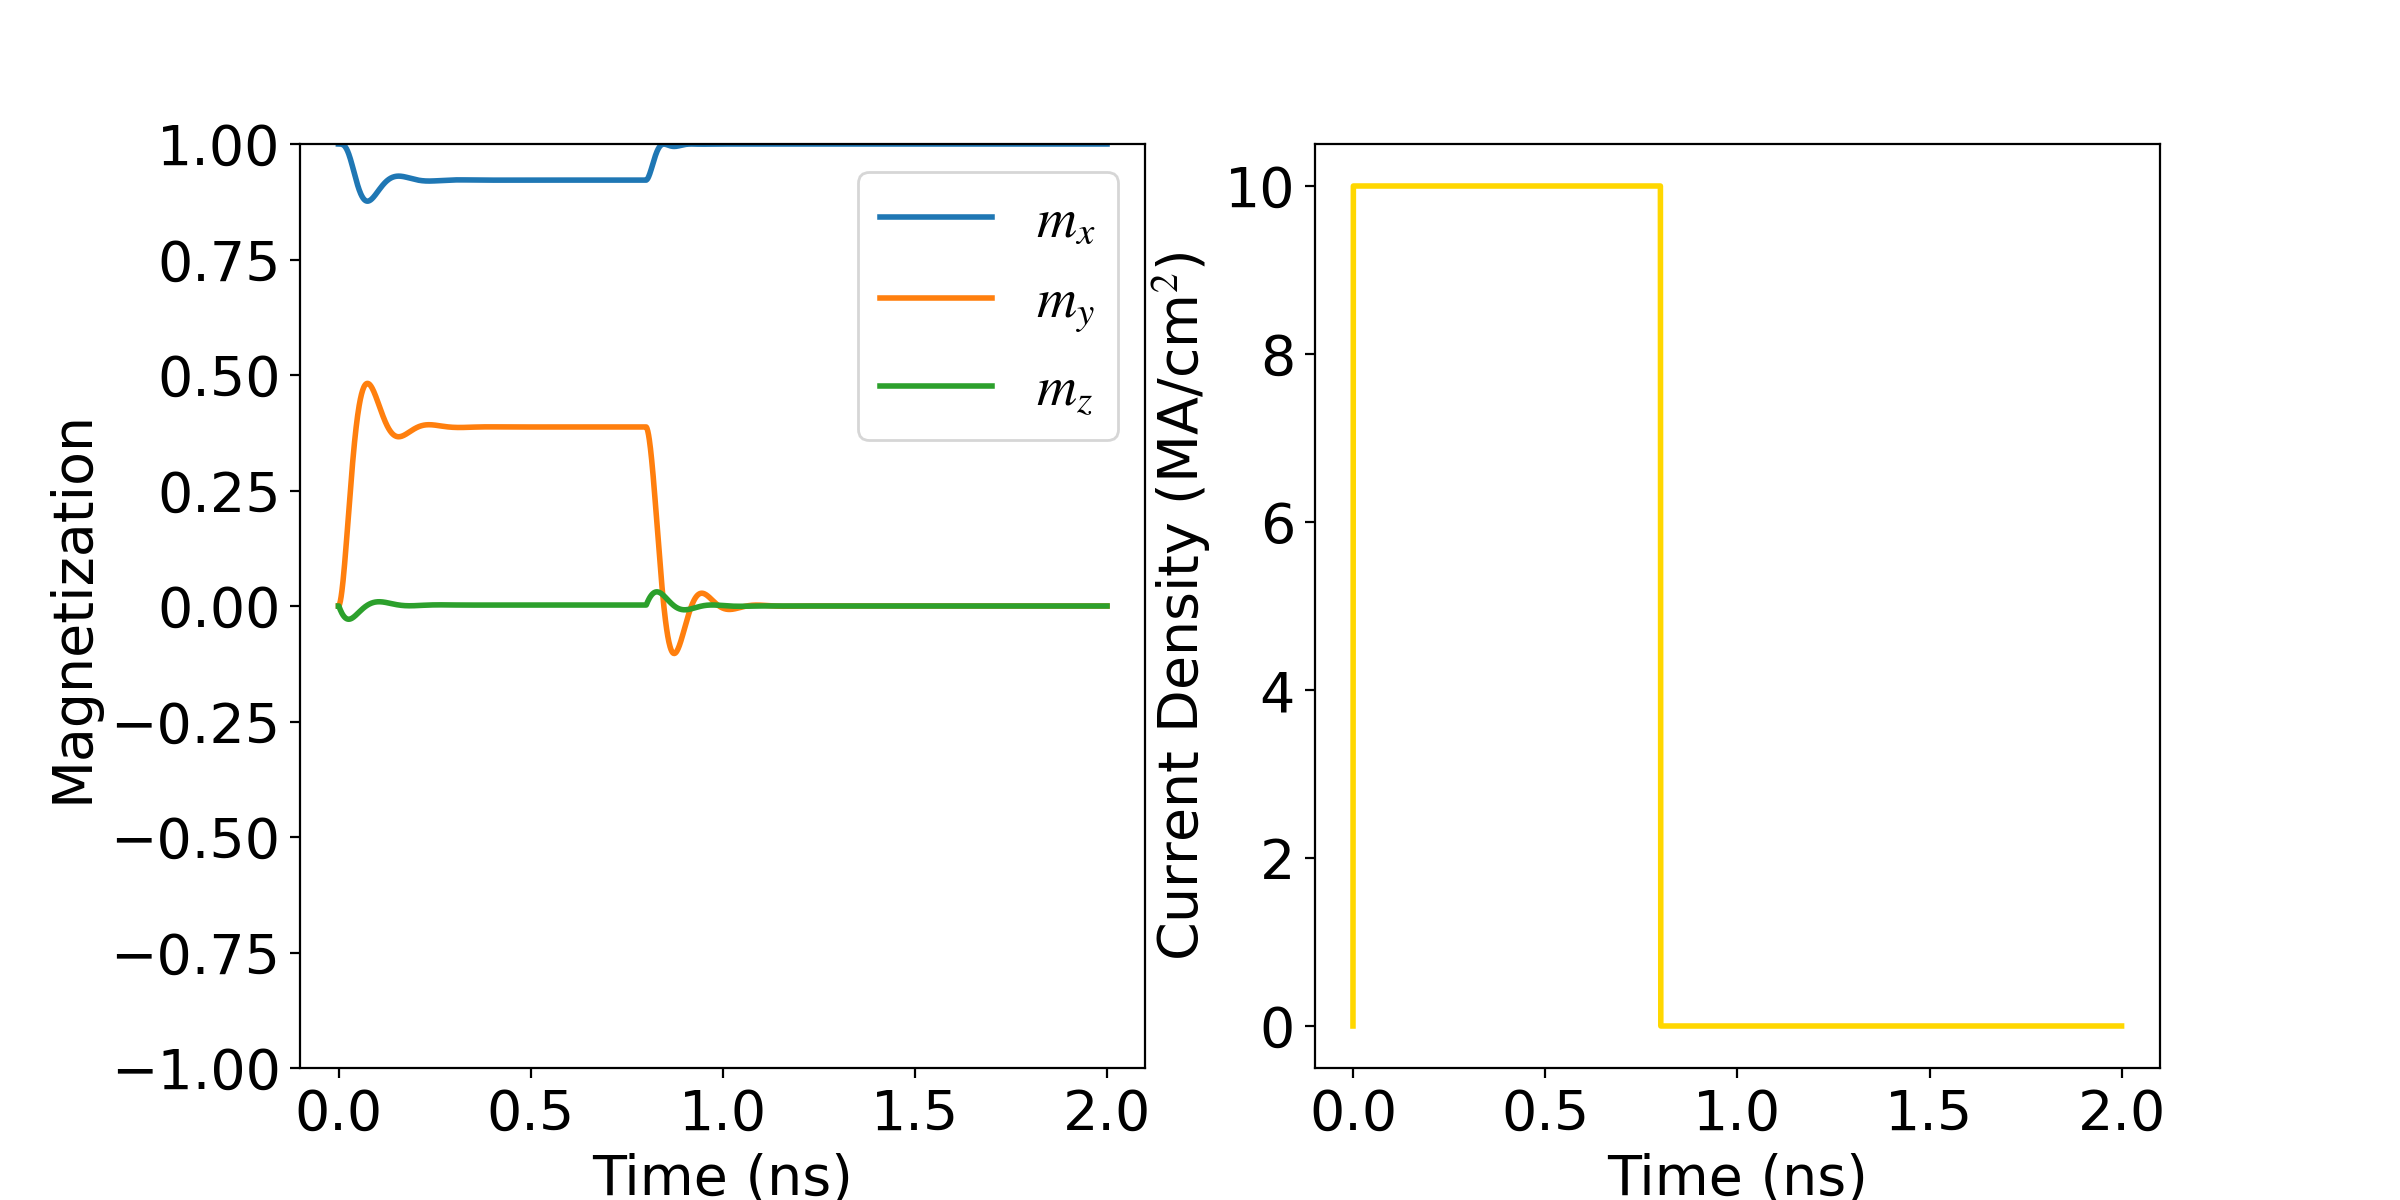 Magnetization
1.00
0.75
0.50
0.25
0.00
−0.25
−0.50
−0.75
−1.00
0.0 0.5 1.0 1.5 2.0
Time (ns)
m_x
m_y
m_z
Current Density (MA/cm²)
10
8
6
4
2
0
0.0 0.5 1.0 1.5 2.0
Time (ns)